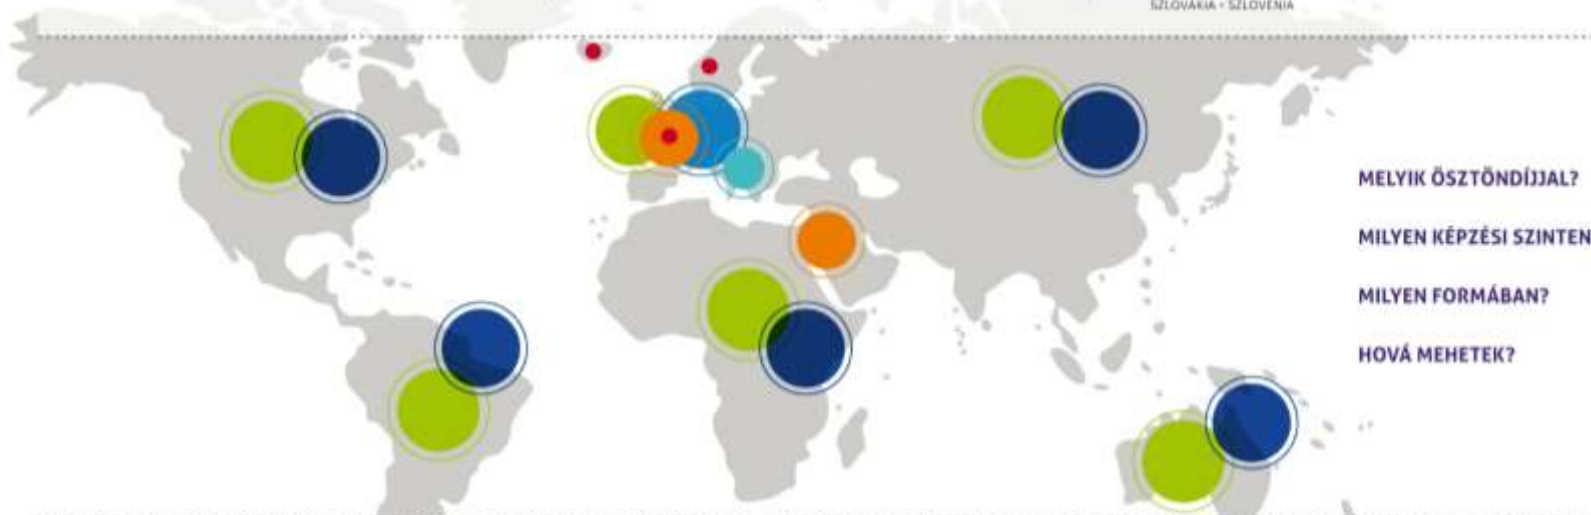 SZLOVÁKIA • SZLOVÉNIA
MELYIK ÖSZTÖNDÍJJAL?
MILYEN KÉPZÉSI SZINTEN
MILYEN FORMÁBAN?
HOVÁ MEHETEK?